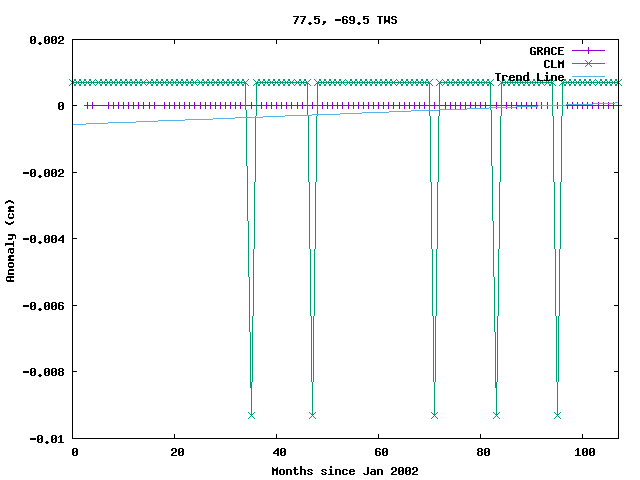 77.5, -69.5 TWS
GRACE
CLM
Trend Line
0.002
0
-0.002
-0.004
-0.006
-0.008
-0.01
Anomaly (cm)
0 20 40 60 80 100
Months since Jan 2002